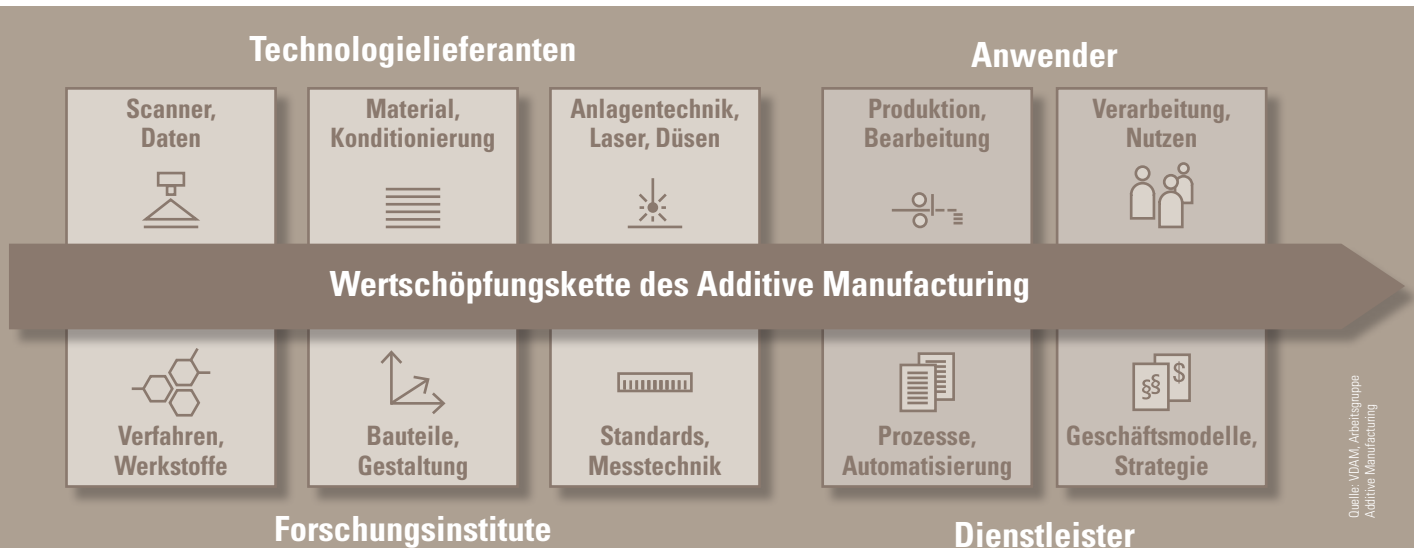 Technologielieferanten
Anwender
Scanner,
Daten
Material,
Konditionierung
Anlagentechnik,
Laser, Düsen
Produktion,
Bearbeitung
Verarbeitung,
Nutzen
Wertschöpfungskette des Additive Manufacturing
§§
$
Verfahren,
Werkstoffe
Bauteile,
Gestaltung
Standards,
Messtechnik
Prozesse,
Automatisierung
Geschäftsmodelle,
Strategie
Forschungsinstitute
Dienstleister
Quelle: VDAM, Arbeitsgruppe
Additive Manufacturing